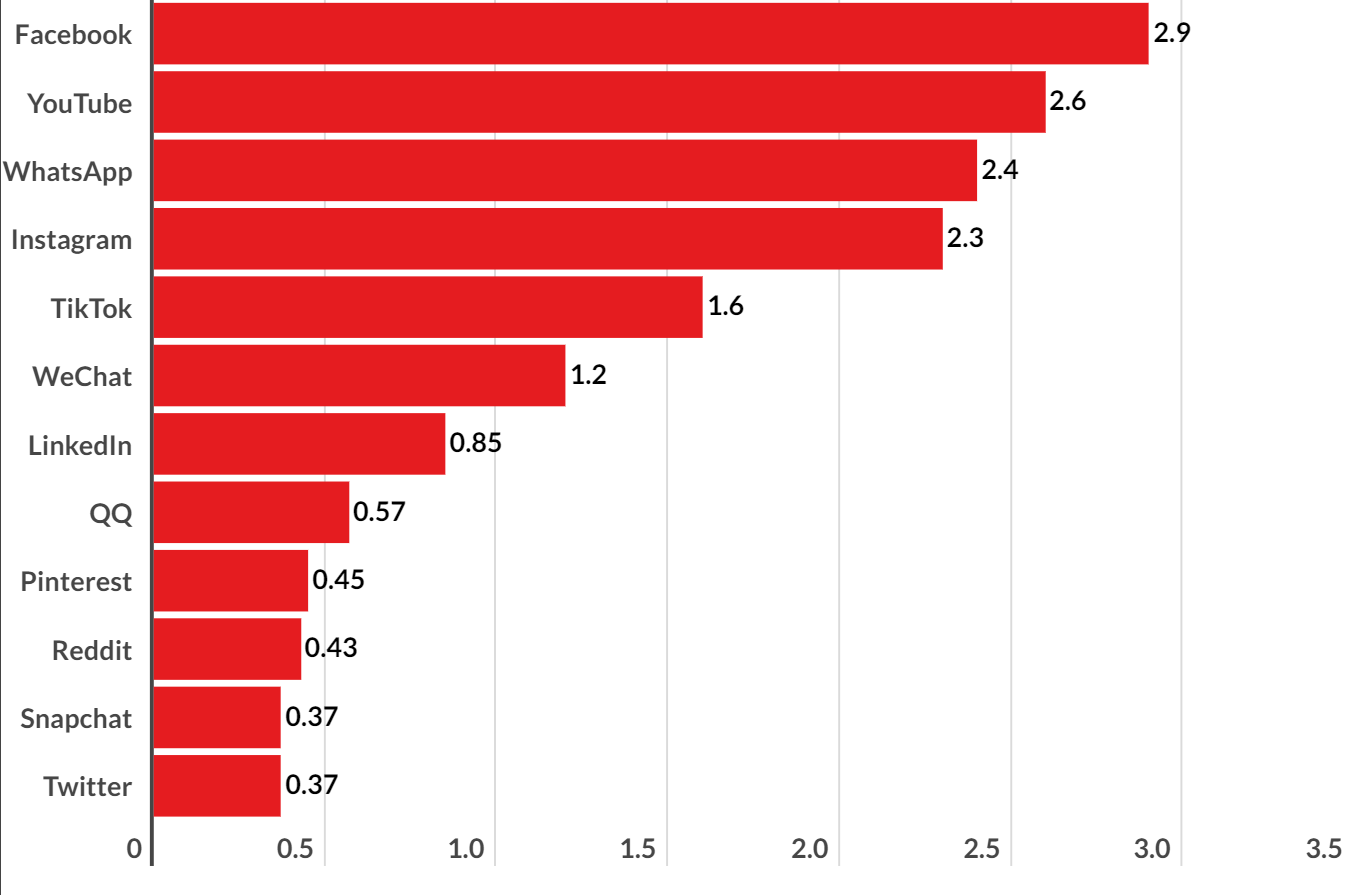 Facebook 2.9
YouTube 2.6
WhatsApp 2.4
Instagram 2.3
TikTok 1.6
WeChat 1.2
LinkedIn 0.85
QQ 0.57
Pinterest 0.45
Reddit 0.43
Snapchat 0.37
Twitter 0.37
0 0.5 1.0 1.5 2.0 2.5 3.0 3.5